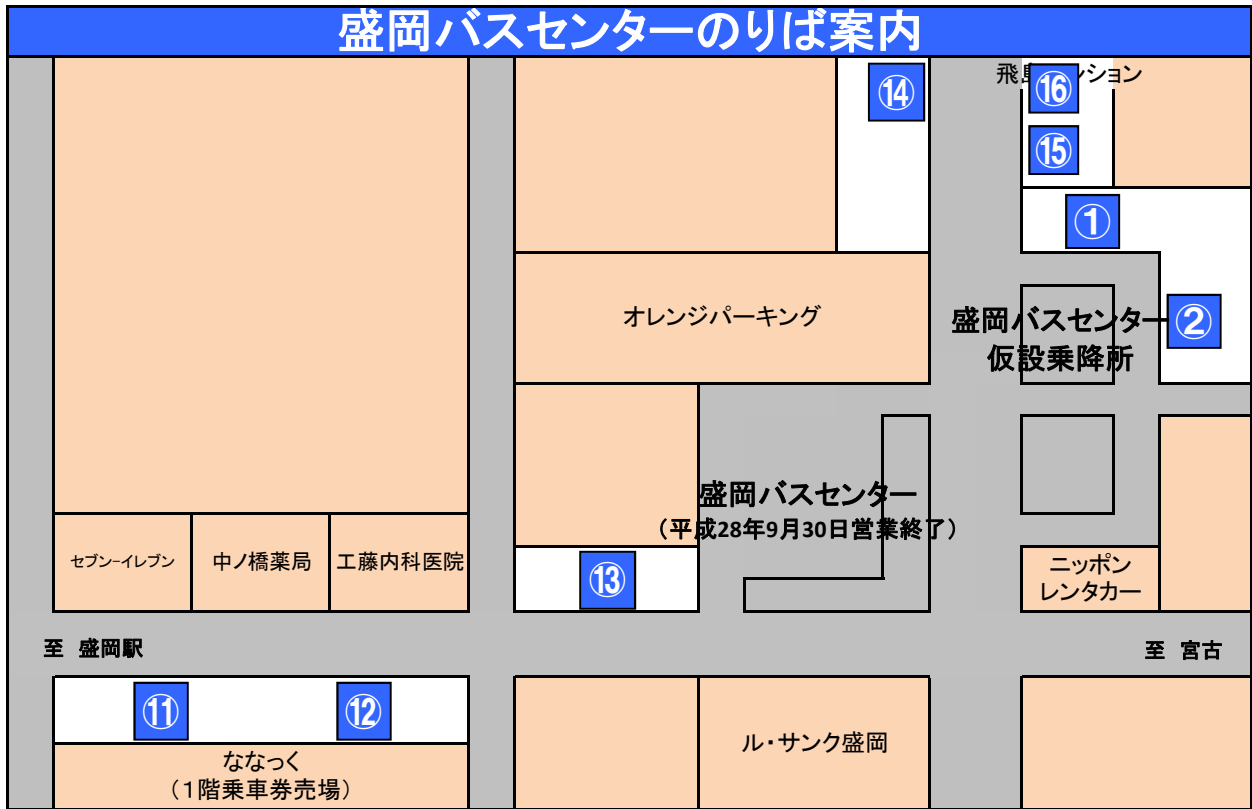 盛岡バスセンターのりば案内
飛
ション
⑯
⑭
⑮
①
オレンジパーキング
盛岡バスセンター
仮設乗降所
②
盛岡バスセンター
（平成28年9月30日営業終了）
セブン-イレブン
中ノ橋薬局
工藤内科医院
⑬
ニッポン
レンタカー
至 盛岡駅
至 宮古
⑪
⑫
ななっく
（１階乗車券売場）
ル・サンク盛岡